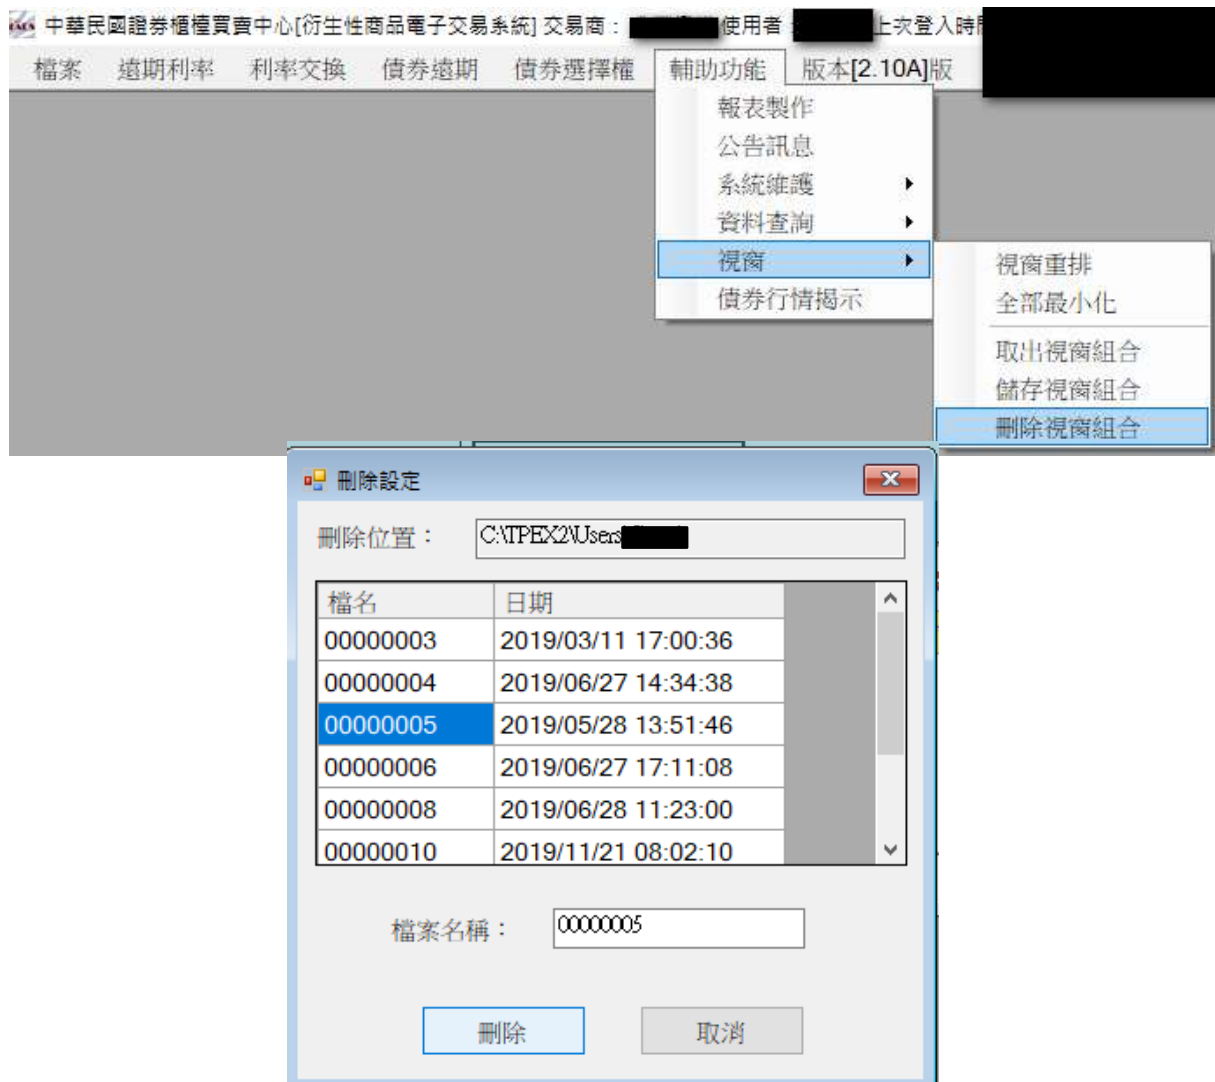 中華民國證券櫃檯買賣中心[衍生性商品電子交易系統] 交易商： 使用者： 上次登入時間
檔案 遠期利率 利率交換 債券遠期 債券選擇權 輔助功能 版本[2.10A]版
報表製作
公告訊息
系統維護
資料查詢
視窗
債券行情揭示
視窗重排
全部最小化
取出視窗組合
儲存視窗組合
刪除視窗組合
刪除設定
刪除位置： C:\TPEX2\Users
檔名 日期
00000003 2019/03/11 17:00:36
00000004 2019/06/27 14:34:38
00000005 2019/05/28 13:51:46
00000006 2019/06/27 17:11:08
00000008 2019/06/28 11:23:00
00000010 2019/11/21 08:02:10
檔案名稱： 00000005
刪除 取消